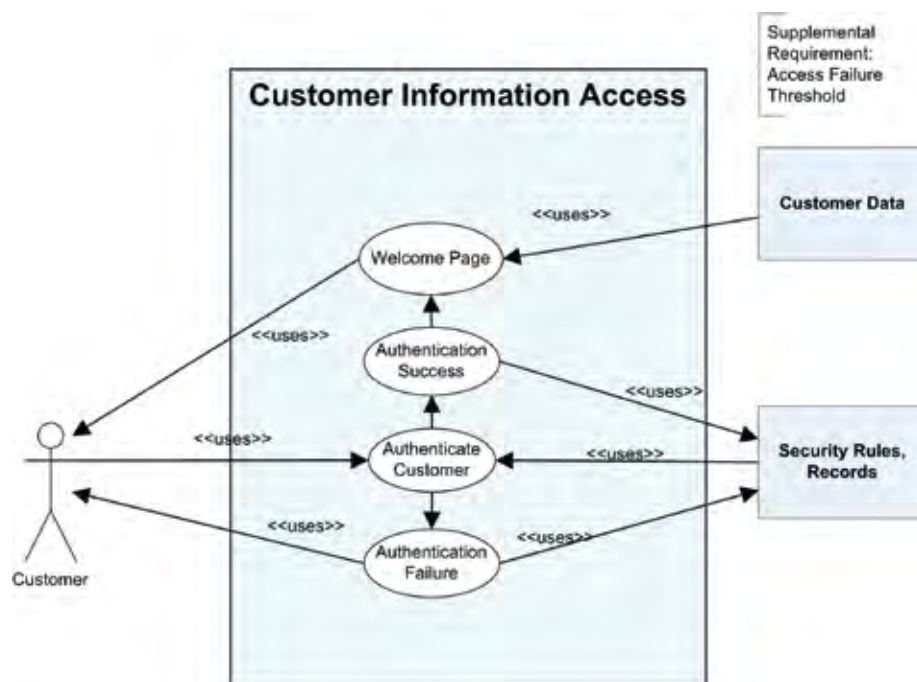 Supplemental
Requirement:
Access Failure
Threshold
Customer Information Access
Customer Data
<<uses>>
Welcome Page
<<uses>>
Authentication
Success
<<uses>>
<<uses>>
Authenticate
Customer
<<uses>>
Security Rules,
Records
<<uses>>
Authentication
Failure
<<uses>>
Customer